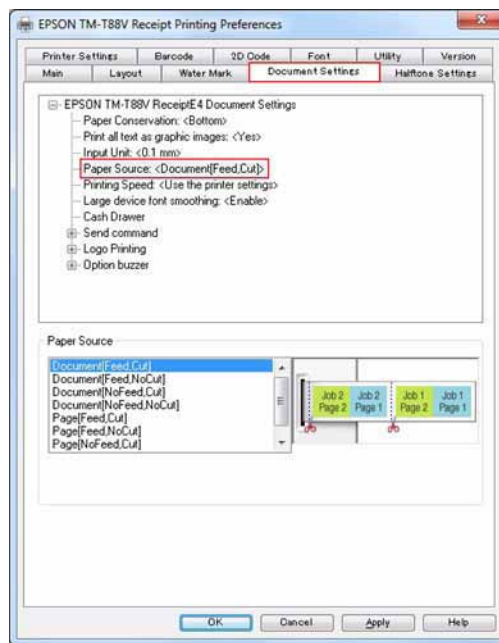 EPSON TM-T88V Receipt Printing Preferences
Printer Settings Barcode 2D Code Font Utility Version
Main Layout Water Mark Document Settings Halftone Settings
EPSON TM-T88V ReceiptE4 Document Settings
Paper Conservation: <Bottom>
Print all text as graphic images: <Yes>
Input Unit: <0.1 mm>
Paper Source: <Document[Feed,Cut]>
Printing Speed: <Use the printer settings>
Large device font smoothing: <Enable>
Cash Drawer
Send command
Logo Printing
Option buzzer
Paper Source
Document[Feed,Cut]
Document[Feed,NoCut]
Document[NoFeed,Cut]
Document[NoFeed,NoCut]
Page[Feed,Cut]
Page[Feed,NoCut]
Page[NoFeed,Cut]
Job 2 Job 2 Job 1 Job 1
Page 2 Page 1 Page 2 Page 1
OK Cancel Apply Help